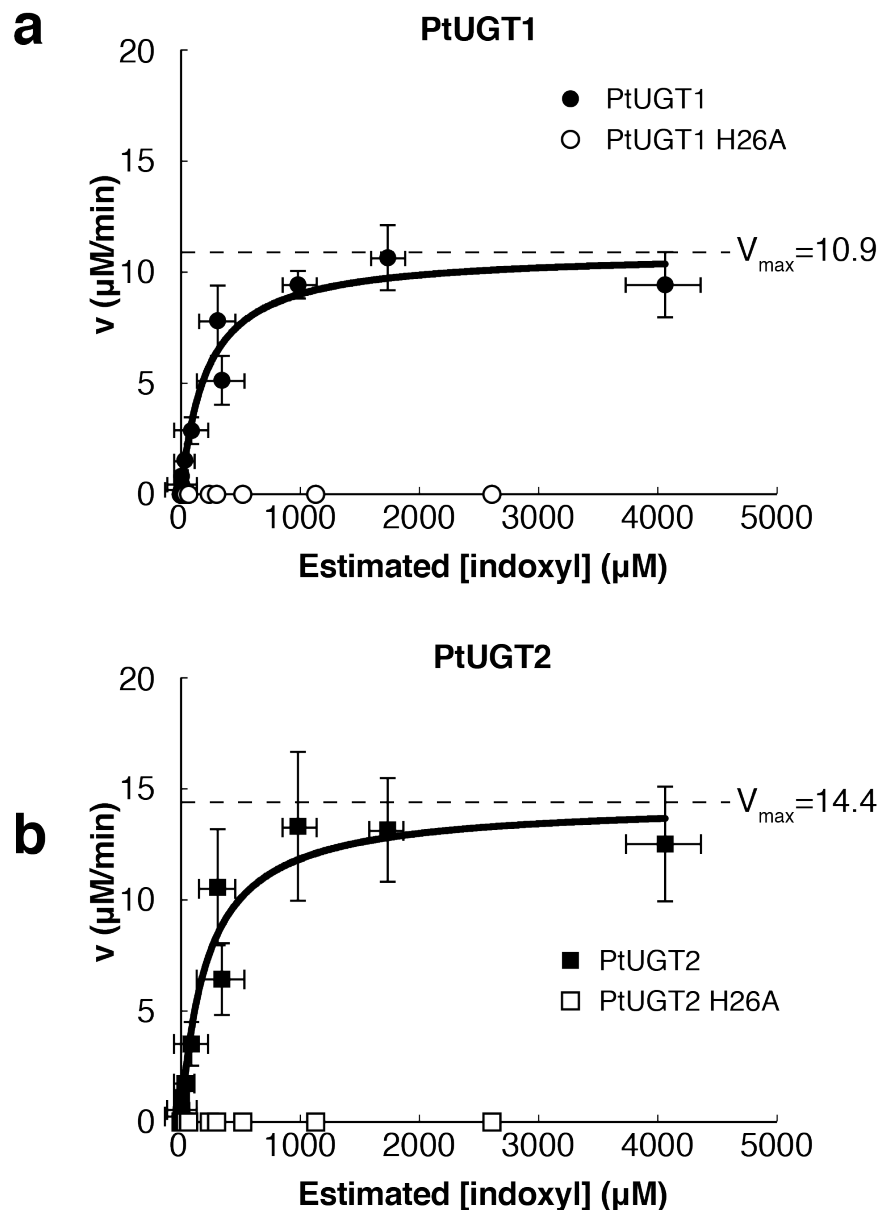 a
PtUGT1
20
15
10
5
0
v (µM/min)
PtUGT1
PtUGT1 H26A
Vmax=10.9
0 1000 2000 3000 4000 5000
Estimated [indoxyl] (µM)
b
PtUGT2
20
15
10
5
0
v (µM/min)
Vmax=14.4
PtUGT2
PtUGT2 H26A
0 1000 2000 3000 4000 5000
Estimated [indoxyl] (µM)